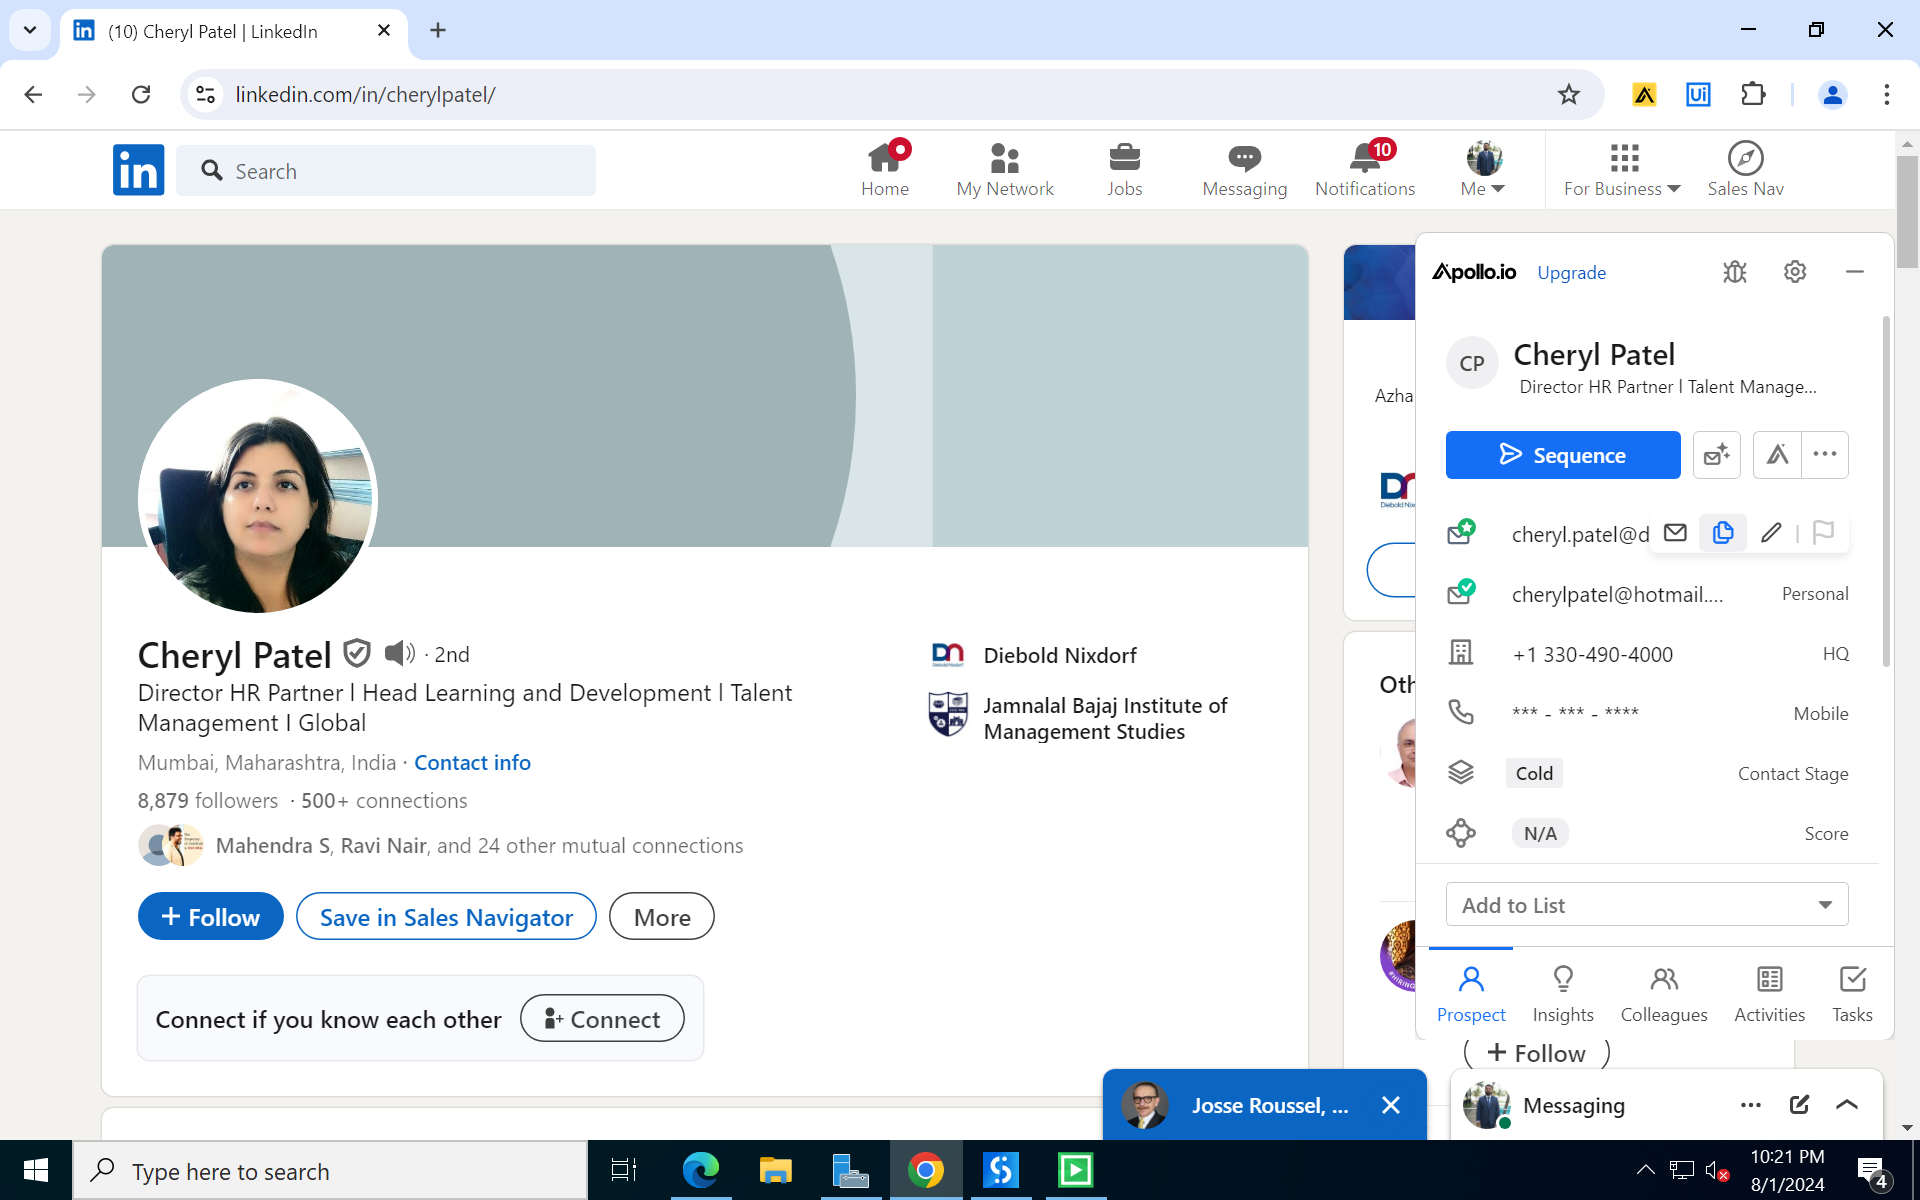 (10) Cheryl Patel | LinkedIn
linkedin.com/in/cherylpatel/
Ui
in
Search
Home
My Network
Jobs
Messaging
10
Notifications
Me
For Business
Sales Nav
Apollo.io
Upgrade
CP
Cheryl Patel
Director HR Partner l Talent Manage...
Azha
Sequence
cheryl.patel@d
cherylpatel@hotmail....
Personal
+1 330-490-4000
HQ
*** - *** - ****
Mobile
Cold
Contact Stage
N/A
Score
Add to List
Prospect
Insights
Colleagues
Activities
Tasks
Cheryl Patel
· 2nd
Director HR Partner l Head Learning and Development l Talent
Management I Global
Mumbai, Maharashtra, India · Contact info
8,879 followers · 500+ connections
Mahendra S, Ravi Nair, and 24 other mutual connections
Follow
Save in Sales Navigator
More
Connect if you know each other
Connect
DN
Diebold Nixdorf
Jamnalal Bajaj Institute of
Management Studies
Oth
Follow
Josse Roussel, ...
Messaging
Type here to search
10:21 PM
8/1/2024
4